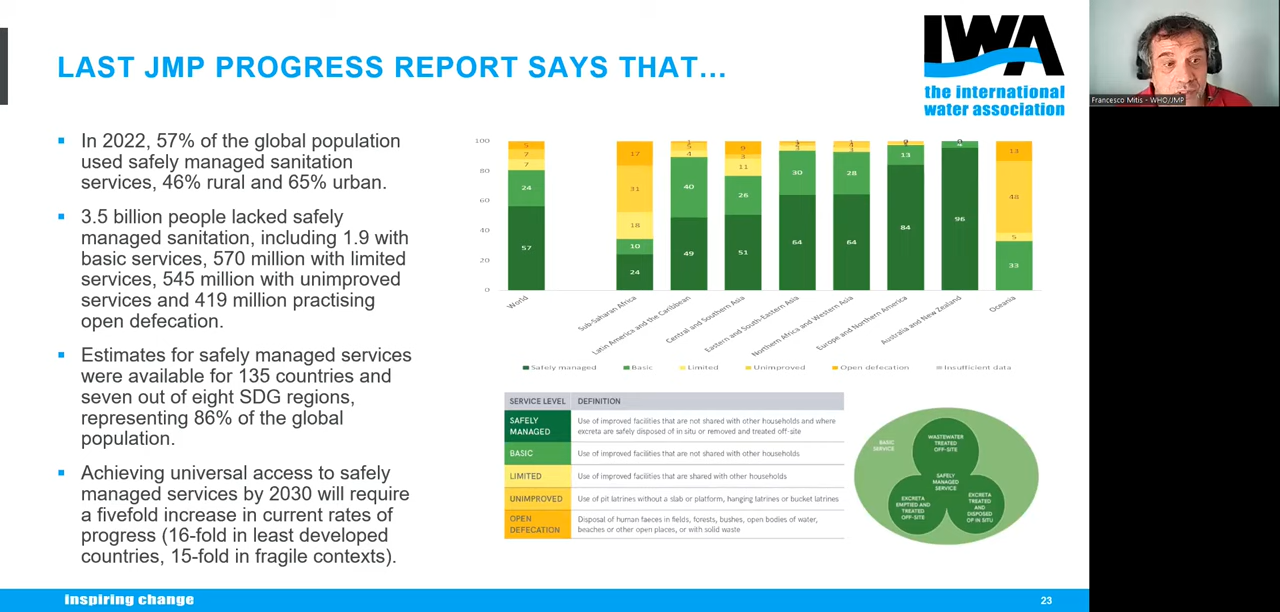 LAST JMP PROGRESS REPORT SAYS THAT...
IWA
the international
water association
Francesco Mitis - WHO/JMP
In 2022, 57% of the global population
used safely managed sanitation
services, 46% rural and 65% urban.
3.5 billion people lacked safely
managed sanitation, including 1.9 with
basic services, 570 million with limited
services, 545 million with unimproved
services and 419 million practising
open defecation.
Estimates for safely managed services
were available for 135 countries and
seven out of eight SDG regions,
representing 86% of the global
population.
Achieving universal access to safely
managed services by 2030 will require
a fivefold increase in current rates of
progress (16-fold in least developed
countries, 15-fold in fragile contexts).
100
80
60
40
20
0
5
7
7
24
57
17
31
18
10
24
1
5
4
40
49
9
3
11
26
51
30
64
28
64
13
84
96
13
48
5
33
World
Sub-Saharan Africa
Latin America and the Caribbean
Central and Southern Asia
Eastern and South-Eastern Asia
Northern Africa and Western Asia
Europe and Northern America
Australia and New Zealand
Oceania
Safely managed Basic Limited Unimproved Open defecation Insufficient data
SERVICE LEVEL DEFINITION
SAFELY
MANAGED
Use of improved facilities that are not shared with other households and where
excreta are safely disposed of in situ or removed and treated off-site
BASIC
Use of improved facilities that are not shared with other households
LIMITED
Use of improved facilities that are shared with other households
UNIMPROVED
Use of pit latrines without a slab or platform, hanging latrines or bucket latrines
OPEN
DEFECATION
Disposal of human faeces in fields, forests, bushes, open bodies of water,
beaches or other open places, or with solid waste
BASIC
SERVICE
WASTEWATER
TREATED
OFF-SITE
SAFELY
MANAGED
SERVICE
EXCRETA
EMPTIED AND
TREATED
OFF-SITE
EXCRETA
TREATED
AND
DISPOSED
OF IN SITU
inspiring change
23